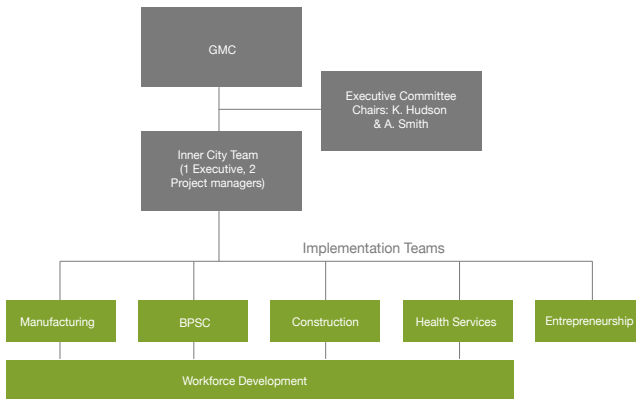 GMC
Executive Committee
Chairs: K. Hudson
& A. Smith
Inner City Team
(1 Executive, 2
Project managers)
Implementation Teams
Manufacturing
BPSC
Construction
Health Services
Entrepreneurship
Workforce Development